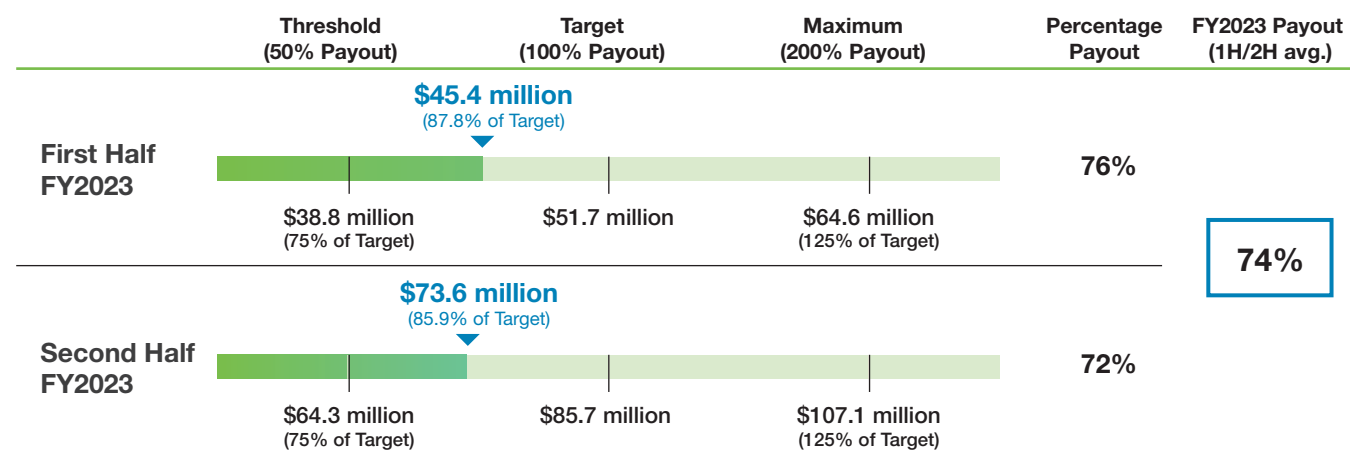 Threshold
(50% Payout)
Target
(100% Payout)
Maximum
(200% Payout)
Percentage
Payout
FY2023 Payout
(1H/2H avg.)
First Half
FY2023
$45.4 million
(87.8% of Target)
$38.8 million
(75% of Target)
$51.7 million
$64.6 million
(125% of Target)
76%
74%
Second Half
FY2023
$73.6 million
(85.9% of Target)
$64.3 million
(75% of Target)
$85.7 million
$107.1 million
(125% of Target)
72%